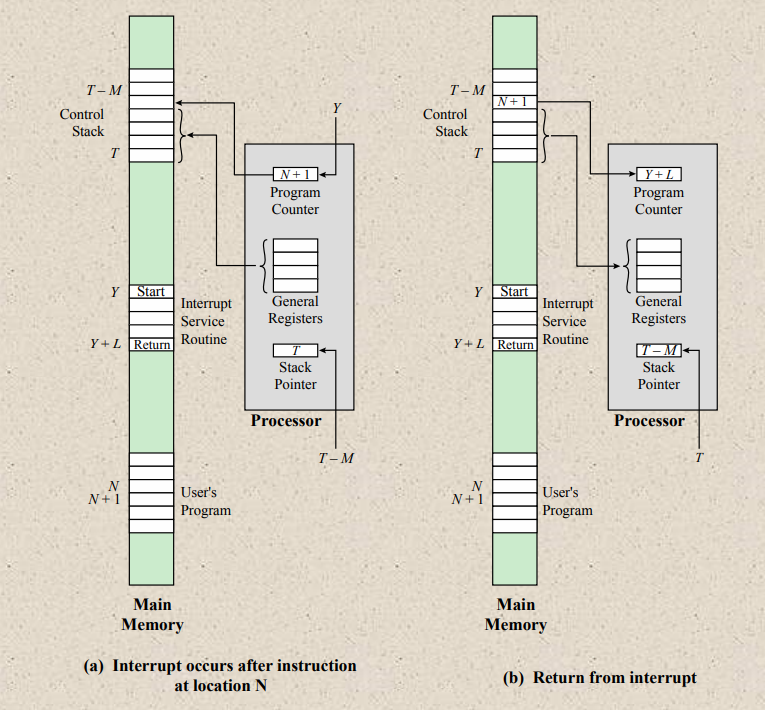 T – M
Control
Stack
T
Y
N + 1
Program
Counter
Y
Start
Interrupt
Service
Routine
Y + L
Return
General
Registers
T
Stack
Pointer
Processor
T – M
N
N + 1
User's
Program
Main
Memory
(a) Interrupt occurs after instruction
at location N
T – M
N + 1
Control
Stack
T
Y + L
Program
Counter
Y
Start
Interrupt
Service
Routine
Y + L
Return
General
Registers
T – M
Stack
Pointer
Processor
T
N
N + 1
User's
Program
Main
Memory
(b) Return from interrupt